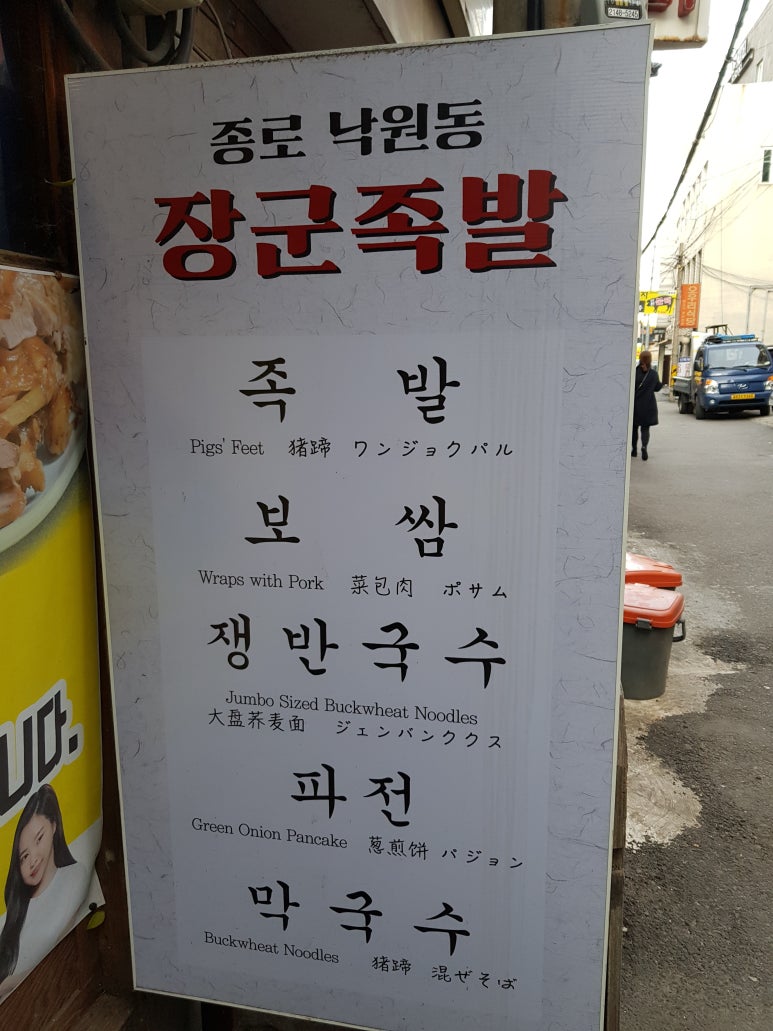 종로 낙원동
장군족발
족 발
Pigs' Feet 猪蹄 ワンジョクパル
보 쌈
Wraps with Pork 菜包肉 ポサム
쟁반국수
Jumbo Sized Buckwheat Noodles
大盘荞麦面 ジェンバンククス
파전
Green Onion Pancake 葱煎饼 パジョン
막국수
Buckwheat Noodles 猪蹄 混ぜそば
니다.